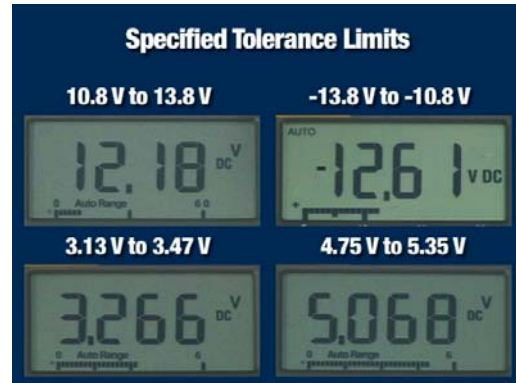 Specified Tolerance Limits
10.8 V to 13.8 V
-13.8 V to -10.8 V
12.18 V DC
0 Auto Range 6 0
AUTO
-12.61 V DC
3.13 V to 3.47 V
4.75 V to 5.35 V
3.266 V DC
0 Auto Range 6
5.068 V DC
0 Auto Range 6